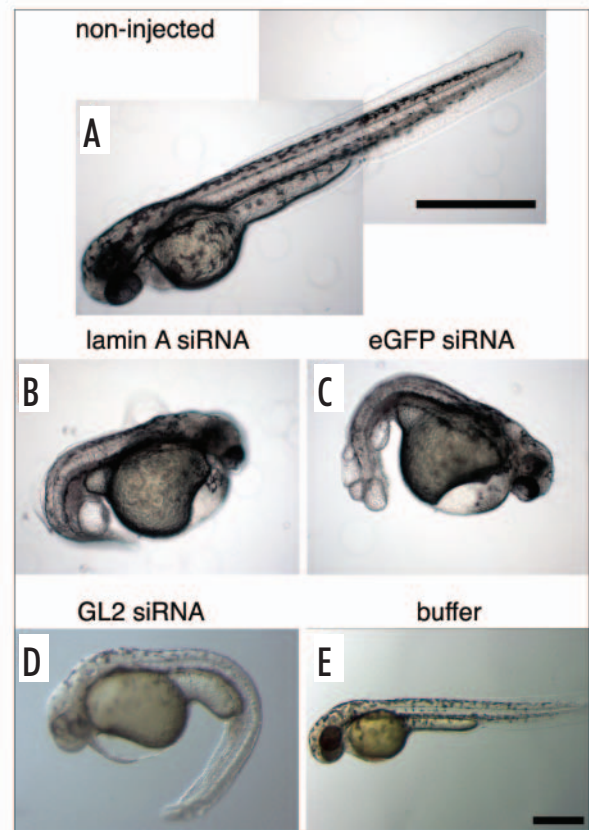 non-injected
A
lamin A siRNA
eGFP siRNA
B
C
GL2 siRNA
buffer
D
E